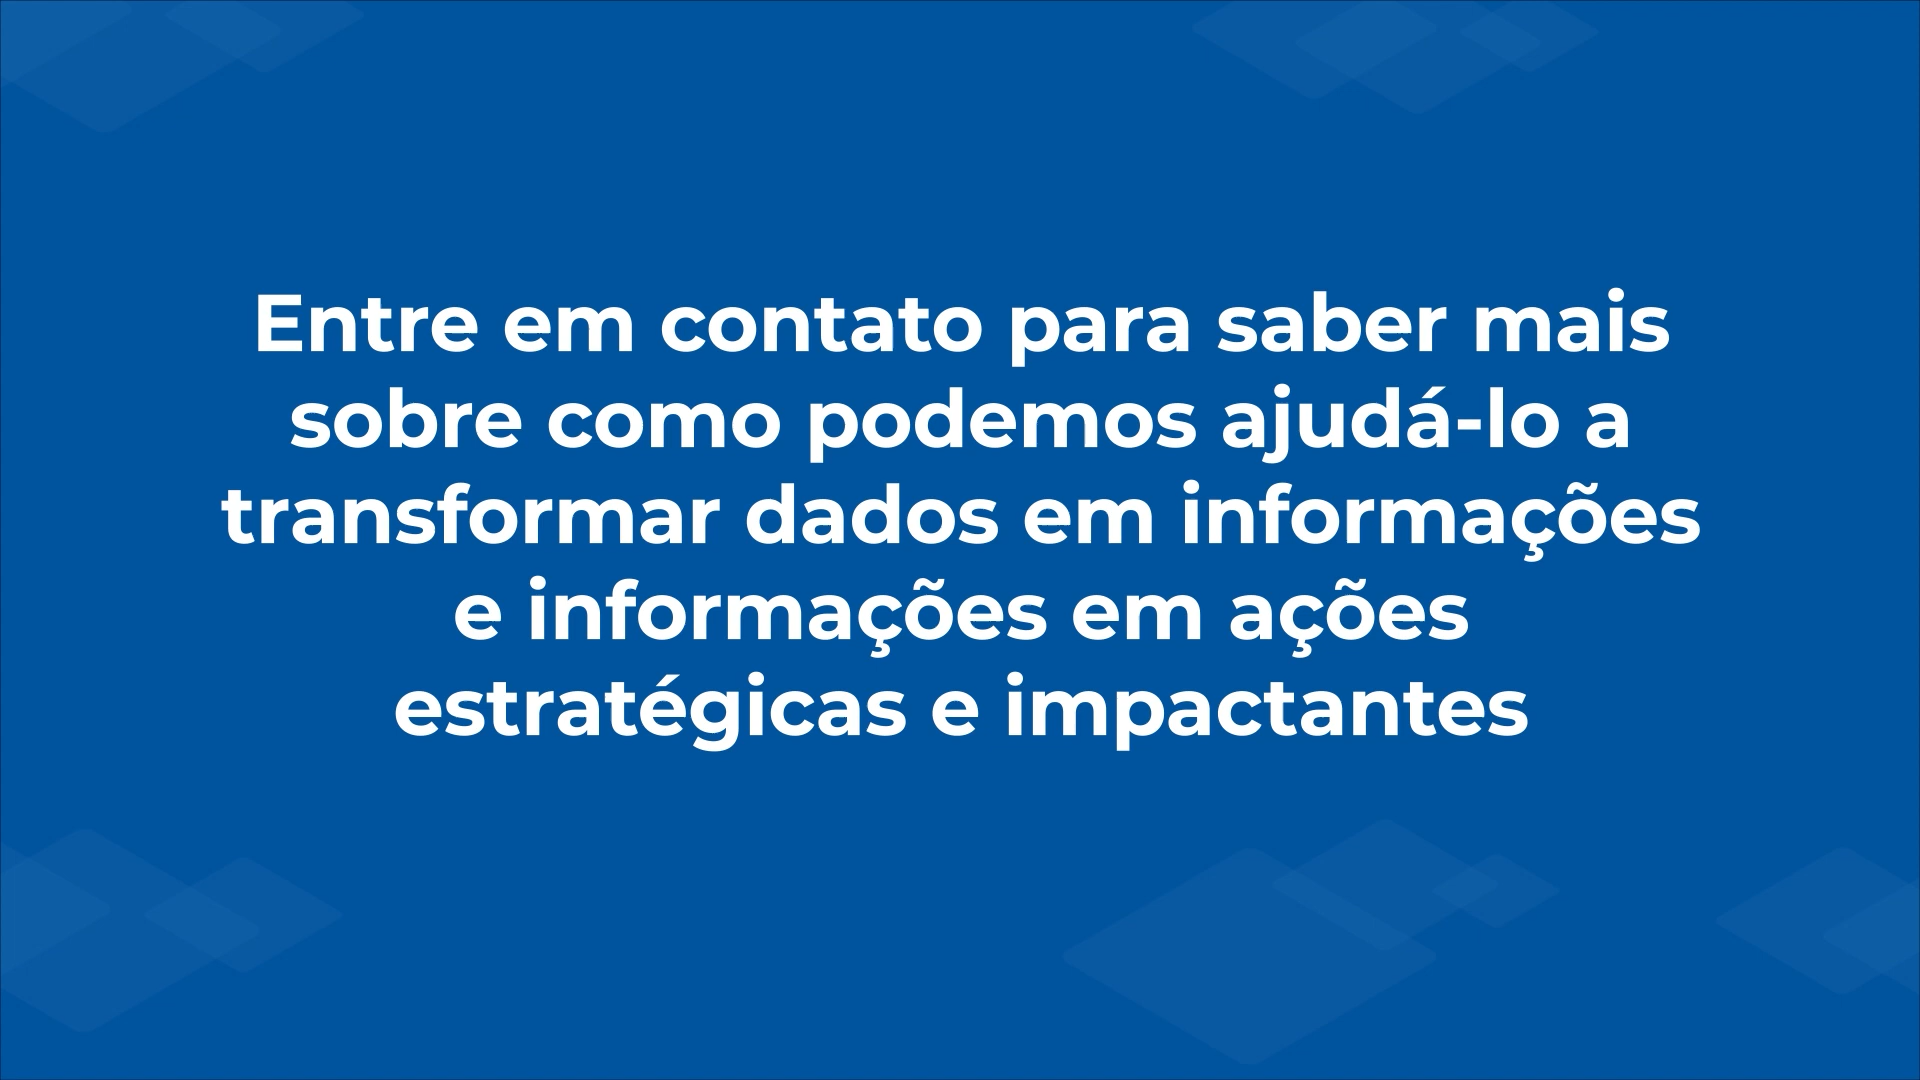 Entre em contato para saber mais
sobre como podemos ajudá-lo a
transformar dados em informações
e informações em ações
estratégicas e impactantes